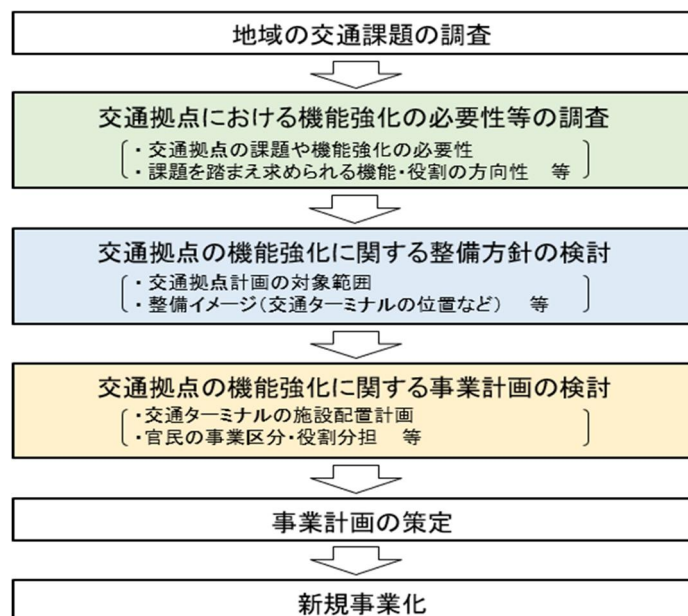 地域の交通課題の調査
交通拠点における機能強化の必要性等の調査
・交通拠点の課題や機能強化の必要性
・課題を踏まえ求められる機能・役割の方向性 等
交通拠点の機能強化に関する整備方針の検討
・交通拠点計画の対象範囲
・整備イメージ(交通ターミナルの位置など) 等
交通拠点の機能強化に関する事業計画の検討
・交通ターミナルの施設配置計画
・官民の事業区分・役割分担 等
事業計画の策定
新規事業化